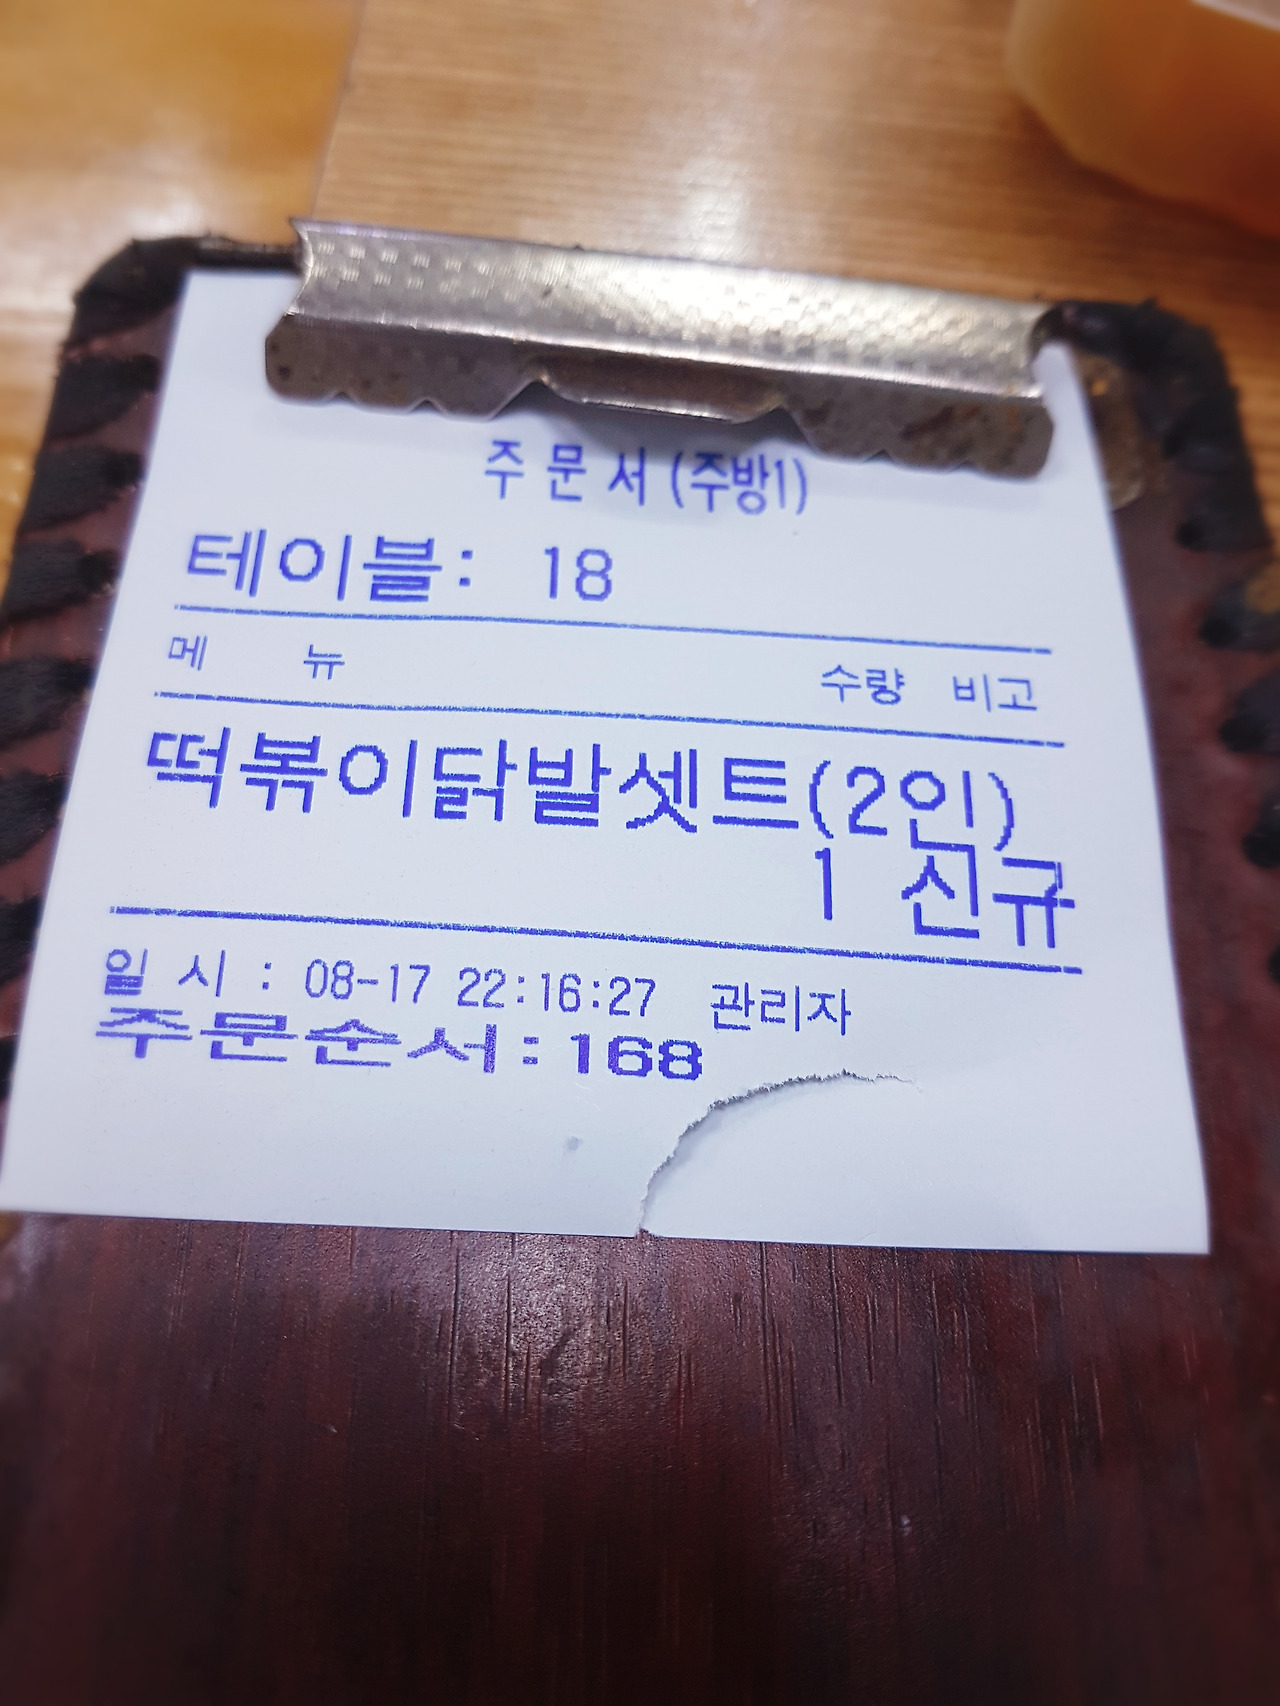 주 문 서 (주방1)
테이블: 18
메 뉴 수량 비고
떡볶이닭발셋트(2인)
1 신규
일 시 : 08-17 22:16:27 관리자
주문순서:168